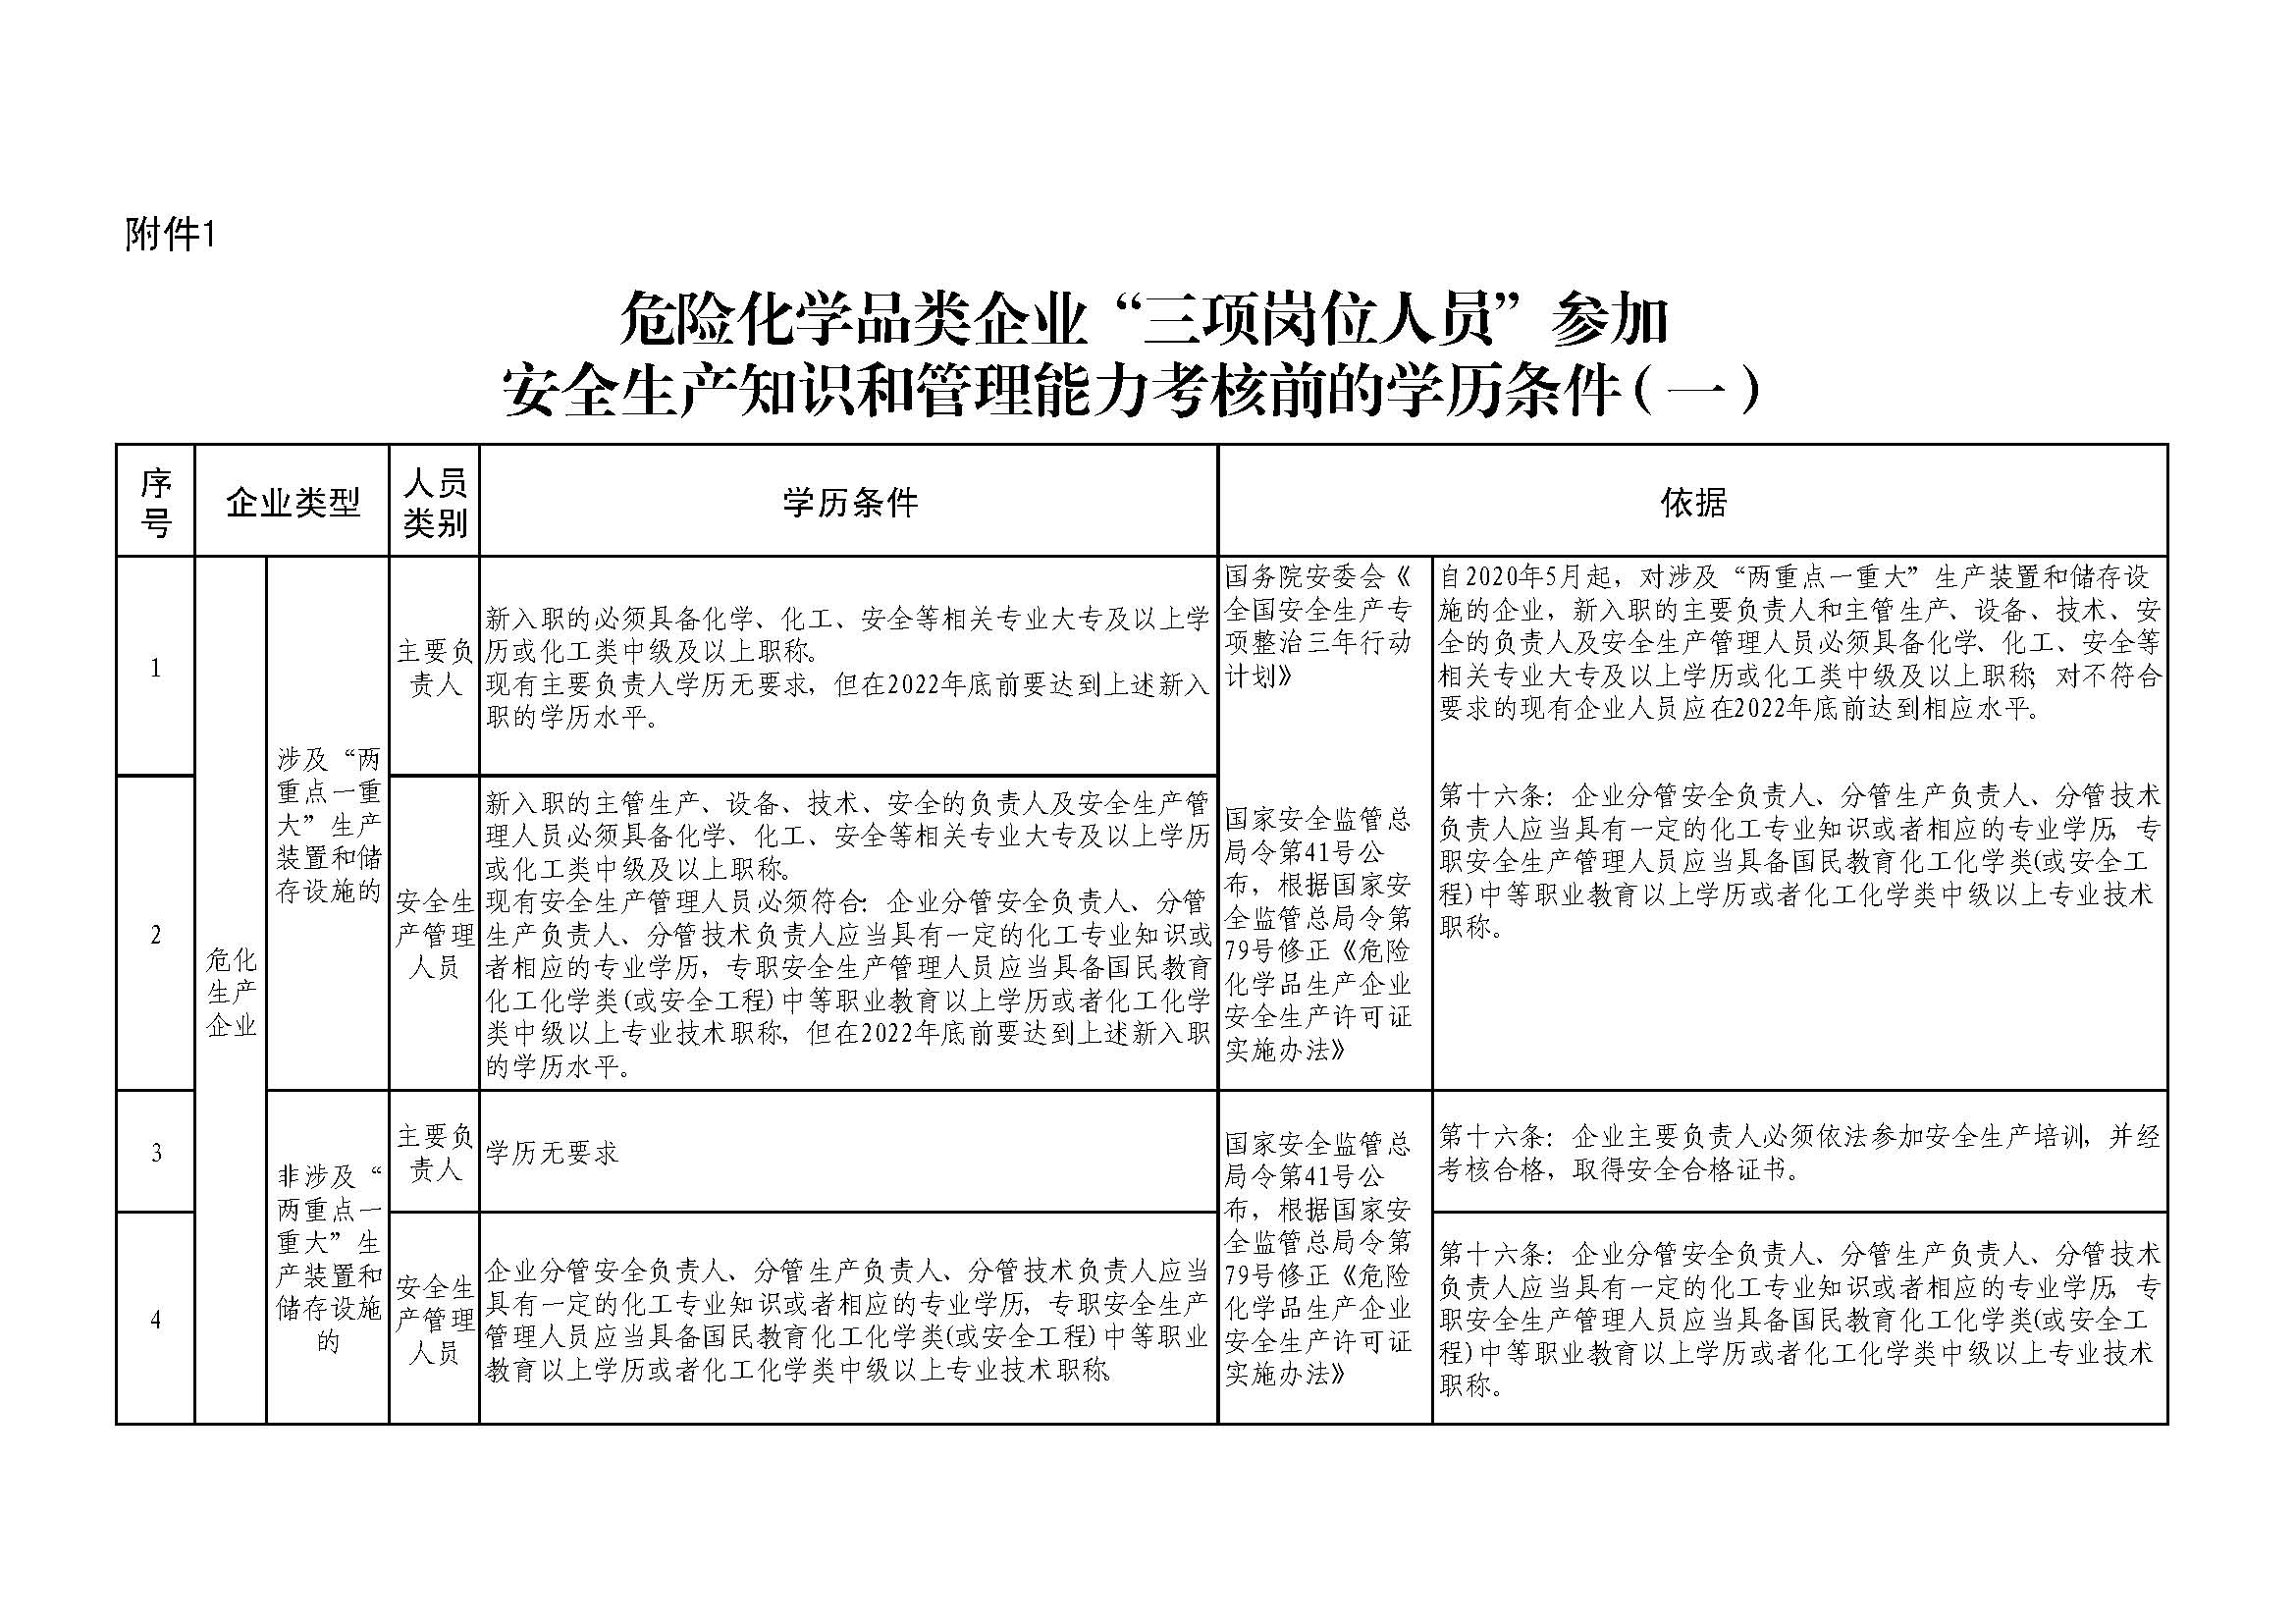 附件1
危险化学品类企业“三项岗位人员”参加
安全生产知识和管理能力考核前的学历条件(一)
序
号
企业类型
人员
类别
学历条件
依据
1
危化
生产
企业
涉及“两
重点一重
大”生产
装置和储
存设施的
主要负
责人
新入职的必须具备化学、化工、安全等相关专业大专及以上学
历或化工类中级及以上职称。
现有主要负责人学历无要求，但在2022年底前要达到上述新入
职的学历水平。
国务院安委会《
全国安全生产专
项整治三年行动
计划》
自2020年5月起，对涉及“两重点一重大”生产装置和储存设
施的企业，新入职的主要负责人和主管生产、设备、技术、安
全的负责人及安全生产管理人员必须具备化学、化工、安全等
相关专业大专及以上学历或化工类中级及以上职称；对不符合
要求的现有企业人员应在2022年底前达到相应水平。
2
安全生
产管理
人员
新入职的主管生产、设备、技术、安全的负责人及安全生产管
理人员必须具备化学、化工、安全等相关专业大专及以上学历
或化工类中级及以上职称。
现有安全生产管理人员必须符合：企业分管安全负责人、分管
生产负责人、分管技术负责人应当具有一定的化工专业知识或
者相应的专业学历，专职安全生产管理人员应当具备国民教育
化工化学类(或安全工程)中等职业教育以上学历或者化工化学
类中级以上专业技术职称，但在2022年底前要达到上述新入职
的学历水平。
国家安全监管总
局令第41号公
布，根据国家安
全监管总局令第
79号修正《危险
化学品生产企业
安全生产许可证
实施办法》
第十六条：企业分管安全负责人、分管生产负责人、分管技术
负责人应当具有一定的化工专业知识或者相应的专业学历，专
职安全生产管理人员应当具备国民教育化工化学类(或安全工
程)中等职业教育以上学历或者化工化学类中级以上专业技术
职称。
3
非涉及“
两重点一
重大”生
产装置和
储存设施
的
主要负
责人
学历无要求
国家安全监管总
局令第41号公
布，根据国家安
全监管总局令第
79号修正《危险
化学品生产企业
安全生产许可证
实施办法》
第十六条：企业主要负责人必须依法参加安全生产培训，并经
考核合格，取得安全合格证书。
4
安全生
产管理
人员
企业分管安全负责人、分管生产负责人、分管技术负责人应当
具有一定的化工专业知识或者相应的专业学历，专职安全生产
管理人员应当具备国民教育化工化学类(或安全工程)中等职业
教育以上学历或者化工化学类中级以上专业技术职称。
第十六条：企业分管安全负责人、分管生产负责人、分管技术
负责人应当具有一定的化工专业知识或者相应的专业学历，专
职安全生产管理人员应当具备国民教育化工化学类(或安全工
程)中等职业教育以上学历或者化工化学类中级以上专业技术
职称。